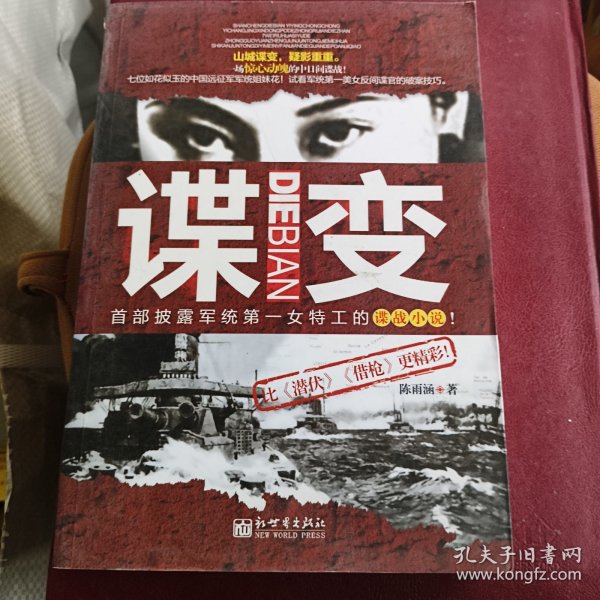 SHANCHENGDIEBIAN YIYINGCHONGCHONG
山城谍变，疑影重重。
一场惊心动魄的中日间谍战！
七位如花似玉的中国远征军军统姐妹花！试看军统第一美女反间谍官的破案技巧。
谍变
DIEBIAN
首部披露军统第一女特工的谍战小说！
比《潜伏》《借枪》更精彩！
陈雨涵 著
新世界出版社
NEW WORLD PRESS
孔夫子旧书网
www.kongfz.com